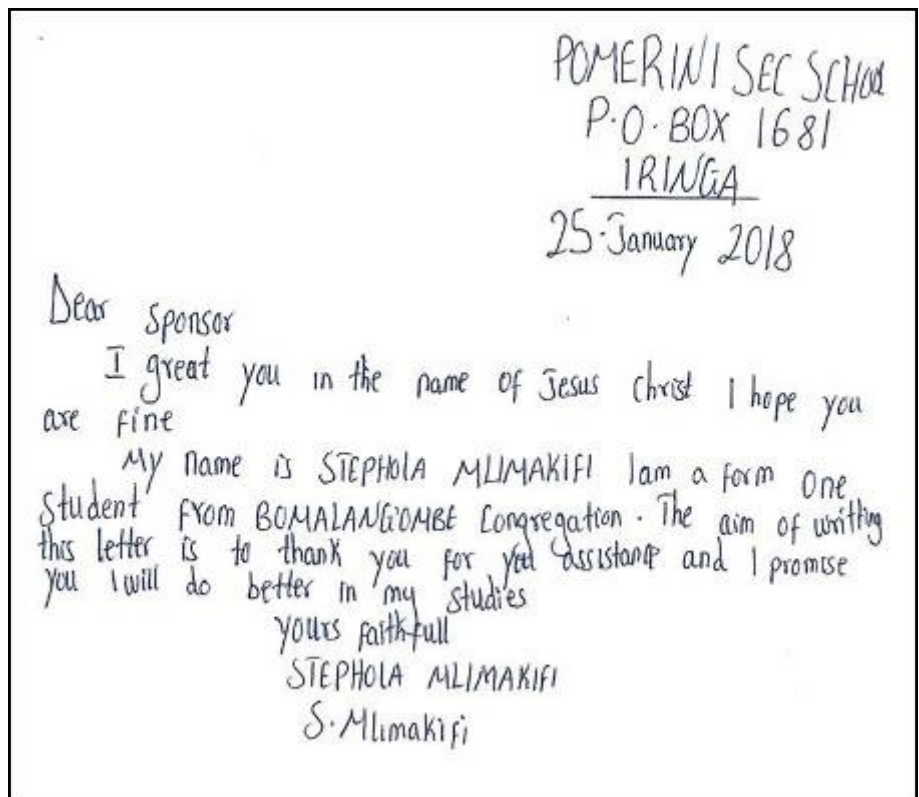 POMERINI SEC SCHOOL
P.O. BOX 1681
IRINGA
25. January 2018
Dear Sponsor
I great you in the name of Jesus Christ I hope you
are fine
My name is STEPHOLA MLIMAKIFI Iam a form One
Student from BOMALANG'OMBE Congregation. The aim of writting
this letter is to thank you for you assistance and I promise
you I will do better in my studies
yours faithfull
STEPHOLA MLIMAKIFI
S. Mlimakifi